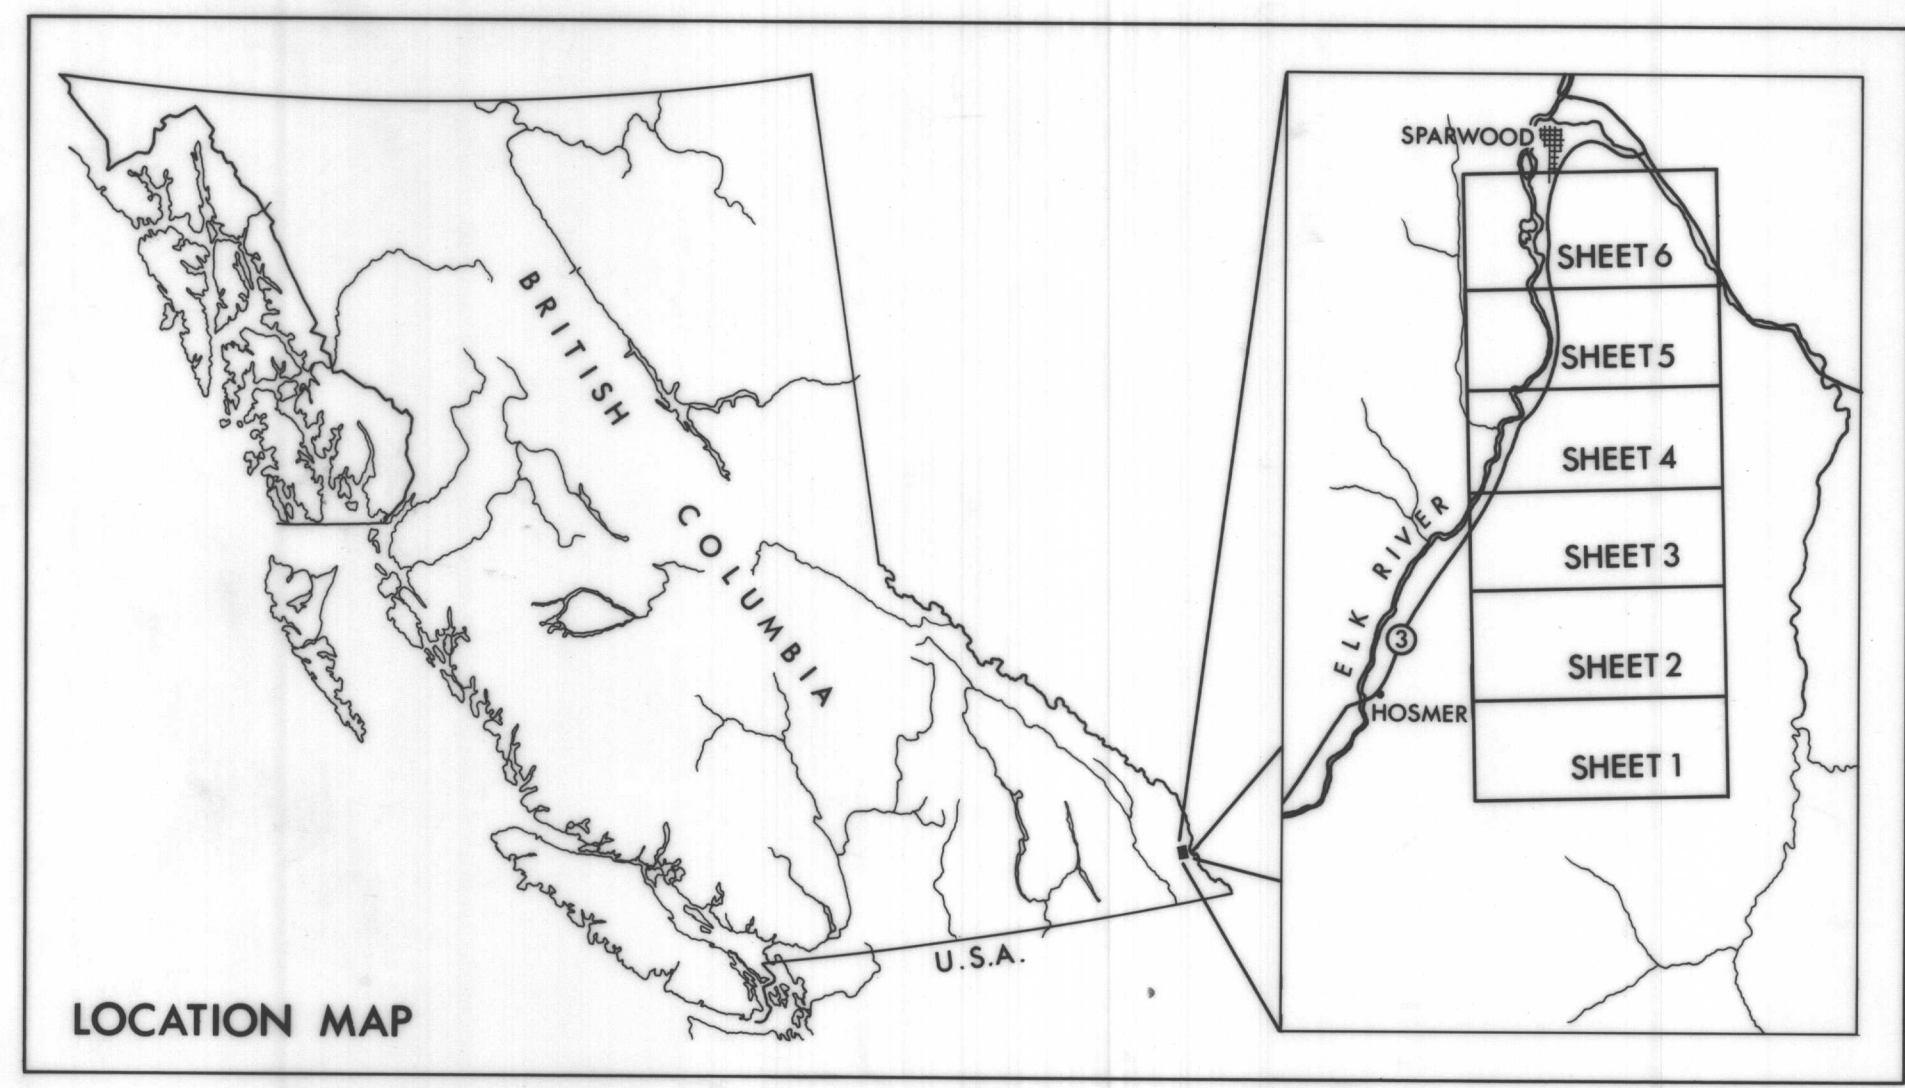 BRITISH
COLUMBIA
U.S.A.
LOCATION MAP
SPARWOOD
SHEET 6
SHEET 5
SHEET 4
SHEET 3
SHEET 2
SHEET 1
ELK RIVER
3
HOSMER